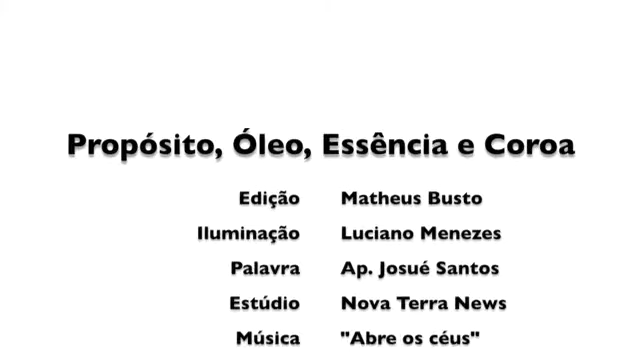 Propósito, Óleo, Essência e Coroa
Edição Matheus Busto
Iluminação Luciano Menezes
Palavra Ap. Josué Santos
Estúdio Nova Terra News
Música "Abre os céus"